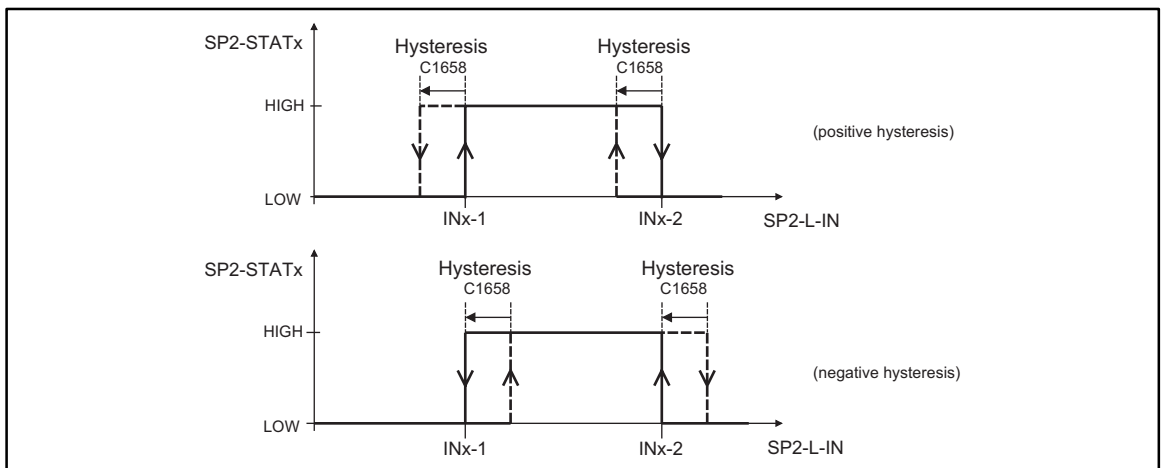 SP2-STATx
Hysteresis
C1658
Hysteresis
C1658
HIGH
(positive hysteresis)
LOW
INx-1
INx-2
SP2-L-IN
SP2-STATx
Hysteresis
C1658
Hysteresis
C1658
HIGH
(negative hysteresis)
LOW
INx-1
INx-2
SP2-L-IN